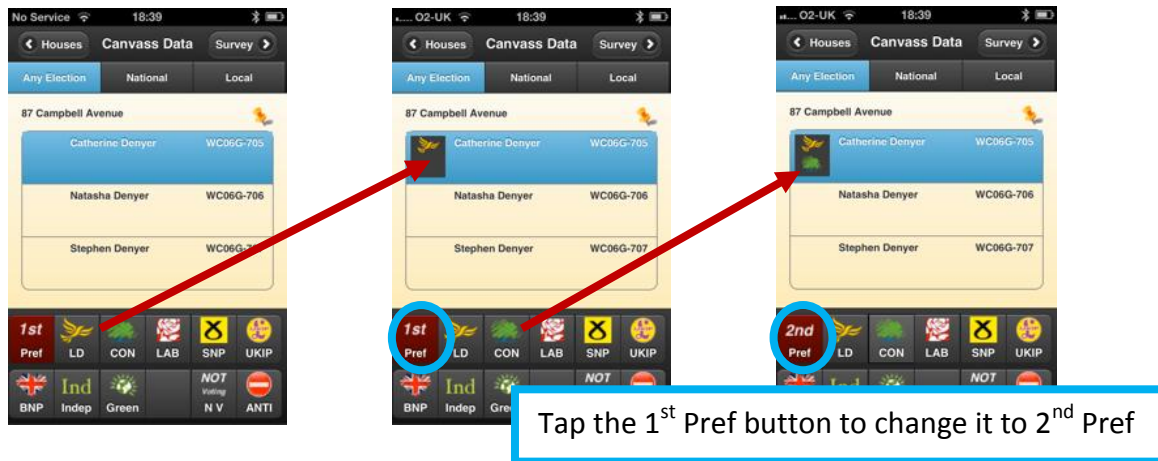 No Service 18:39
Houses Canvass Data Survey
Any Election National Local
87 Campbell Avenue
Catherine Denyer WC06G-705
Natasha Denyer WC06G-706
Stephen Denyer
1st
Pref LD CON LAB SNP UKIP
Ind NOT
Voting
BNP Indep Green N V ANTI
O2-UK 18:39
Houses Canvass Data Survey
Any Election National Local
87 Campbell Avenue
Catherine Denyer WC06G-705
Natasha Denyer WC06G-706
Stephen Denyer WC06G-707
1st
Pref LD CON LAB SNP UKIP
Ind NOT
BNP Indep
O2-UK 18:39
Houses Canvass Data Survey
Any Election National Local
87 Campbell Avenue
Catherine Denyer WC06G-705
Natasha Denyer WC06G-706
Stephen Denyer WC06G-707
2nd
Pref LD CON LAB SNP UKIP
NOT
Tap the 1st Pref button to change it to 2nd Pref